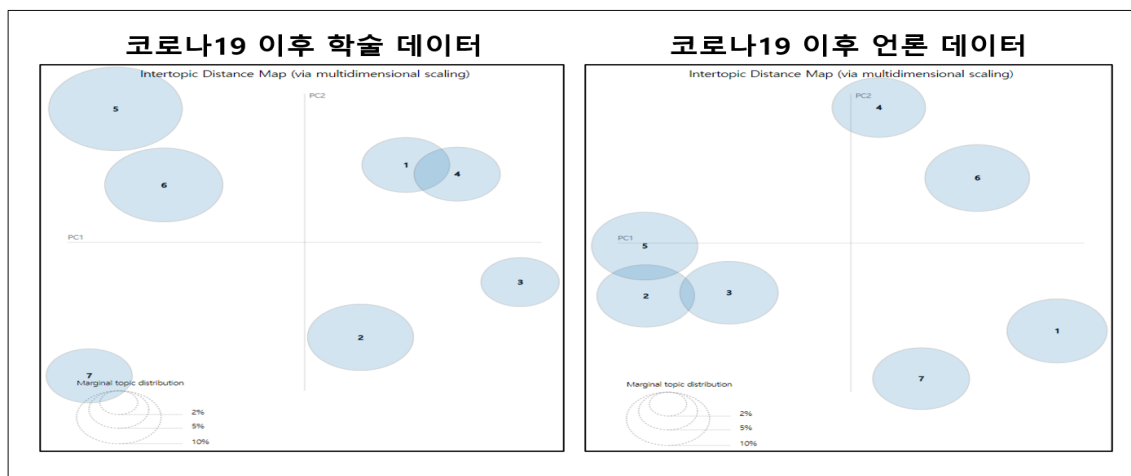 코로나19 이후 학술 데이터
Intertopic Distance Map (via multidimensional scaling)
PC2
5
1
4
6
PC1
3
2
7
Marginal topic distribution
2%
5%
10%
코로나19 이후 언론 데이터
Intertopic Distance Map (via multidimensional scaling)
PC2
4
6
PC1
5
2
3
1
7
Marginal topic distribution
2%
5%
10%